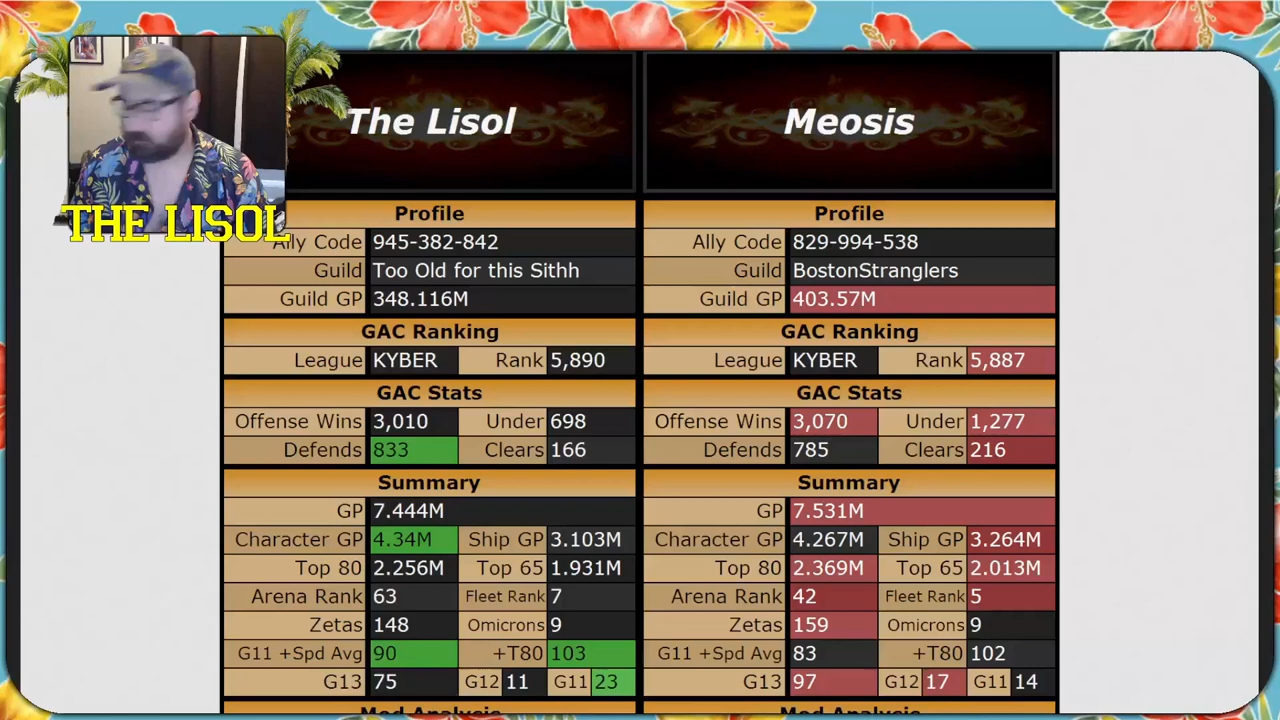 The Lisol
Meosis
THE LISOL
Profile
Ally Code 945-382-842
Guild Too Old for this Sithh
Guild GP 348.116M
GAC Ranking
League KYBER Rank 5,890
GAC Stats
Offense Wins 3,010 Under 698
Defends 833 Clears 166
Summary
GP 7.444M
Character GP 4.34M Ship GP 3.103M
Top 80 2.256M Top 65 1.931M
Arena Rank 63 Fleet Rank 7
Zetas 148 Omicrons 9
G11 +Spd Avg 90 +T80 103
G13 75 G12 11 G11 23
Mod Analysis
Profile
Ally Code 829-994-538
Guild BostonStranglers
Guild GP 403.57M
GAC Ranking
League KYBER Rank 5,887
GAC Stats
Offense Wins 3,070 Under 1,277
Defends 785 Clears 216
Summary
GP 7.531M
Character GP 4.267M Ship GP 3.264M
Top 80 2.369M Top 65 2.013M
Arena Rank 42 Fleet Rank 5
Zetas 159 Omicrons 9
G11 +Spd Avg 83 +T80 102
G13 97 G12 17 G11 14
Mod Analysis